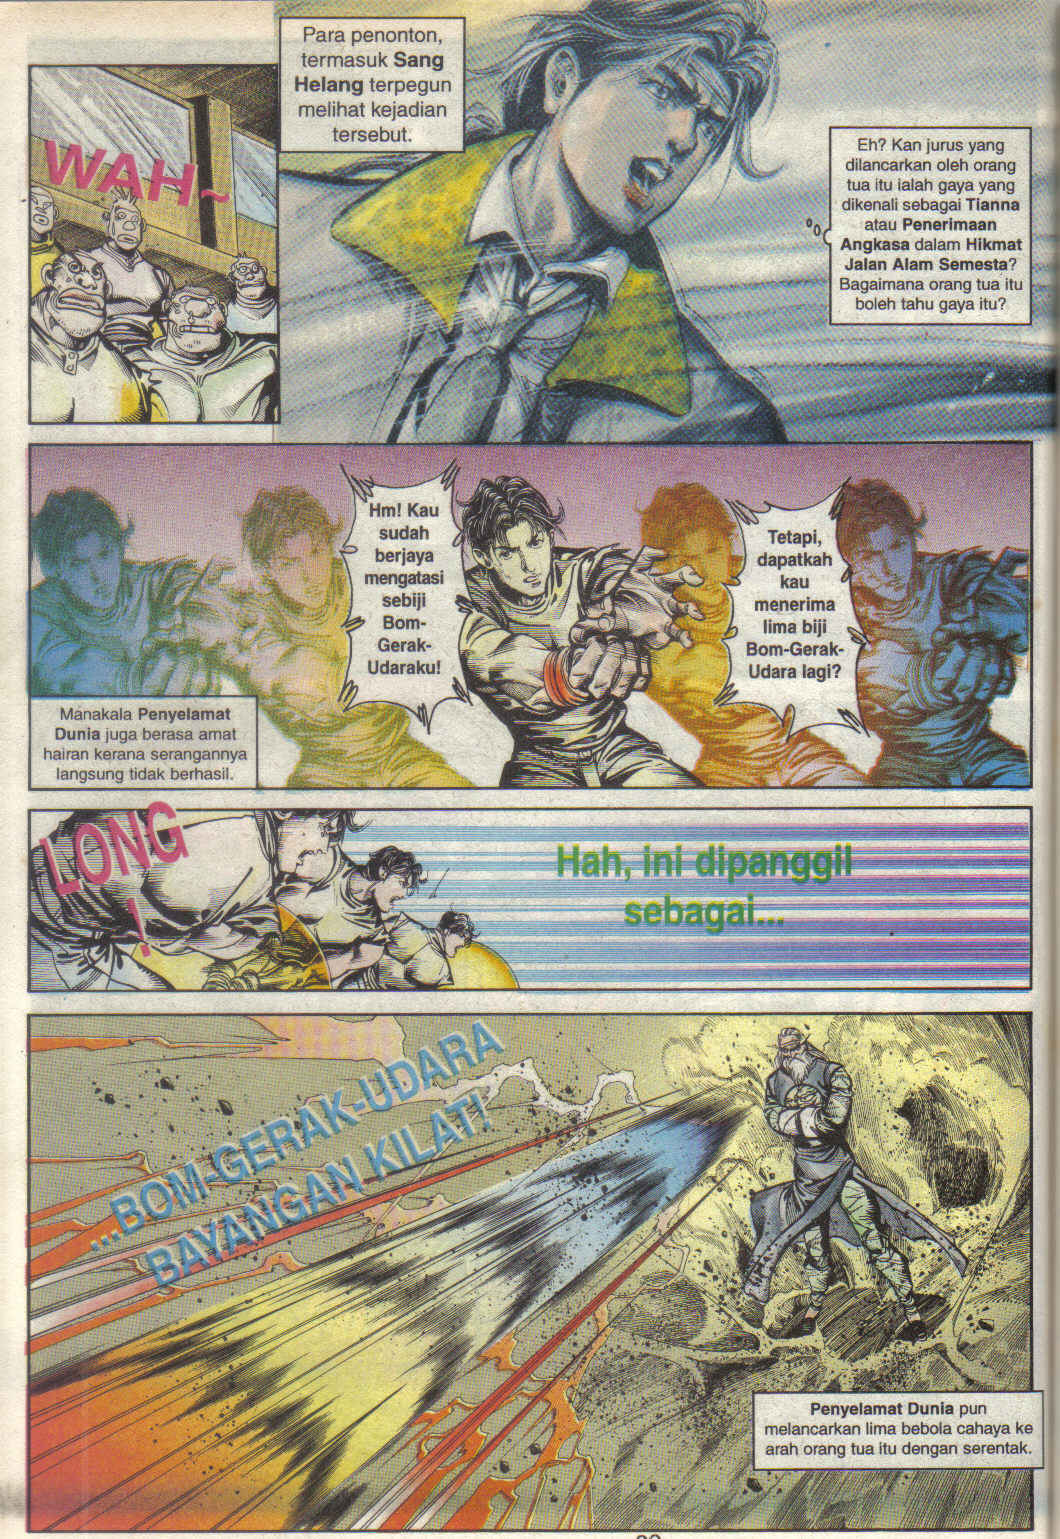 Para penonton,
termasuk Sang
Helang terpegun
melihat kejadian
tersebut.
WAH~
Eh? Kan jurus yang
dilancarkan oleh orang
tua itu ialah gaya yang
dikenali sebagai Tianna
atau Penerimaan
Angkasa dalam Hikmat
Jalan Alam Semesta?
Bagaimana orang tua itu
boleh tahu gaya itu?
Hm! Kau
sudah
berjaya
mengatasi
sebiji
Bom-
Gerak-
Udaraku!
Tetapi,
dapatkah
kau
menerima
lima biji
Bom-Gerak-
Udara lagi?
Manakala Penyelamat
Dunia juga berasa amat
hairan kerana serangannya
langsung tidak berhasil.
LONG
!
Hah, ini dipanggil
sebagai...
...BOM-GERAK-UDARA
BAYANGAN KILAT!
Penyelamat Dunia pun
melancarkan lima bebola cahaya ke
arah orang tua itu dengan serentak.